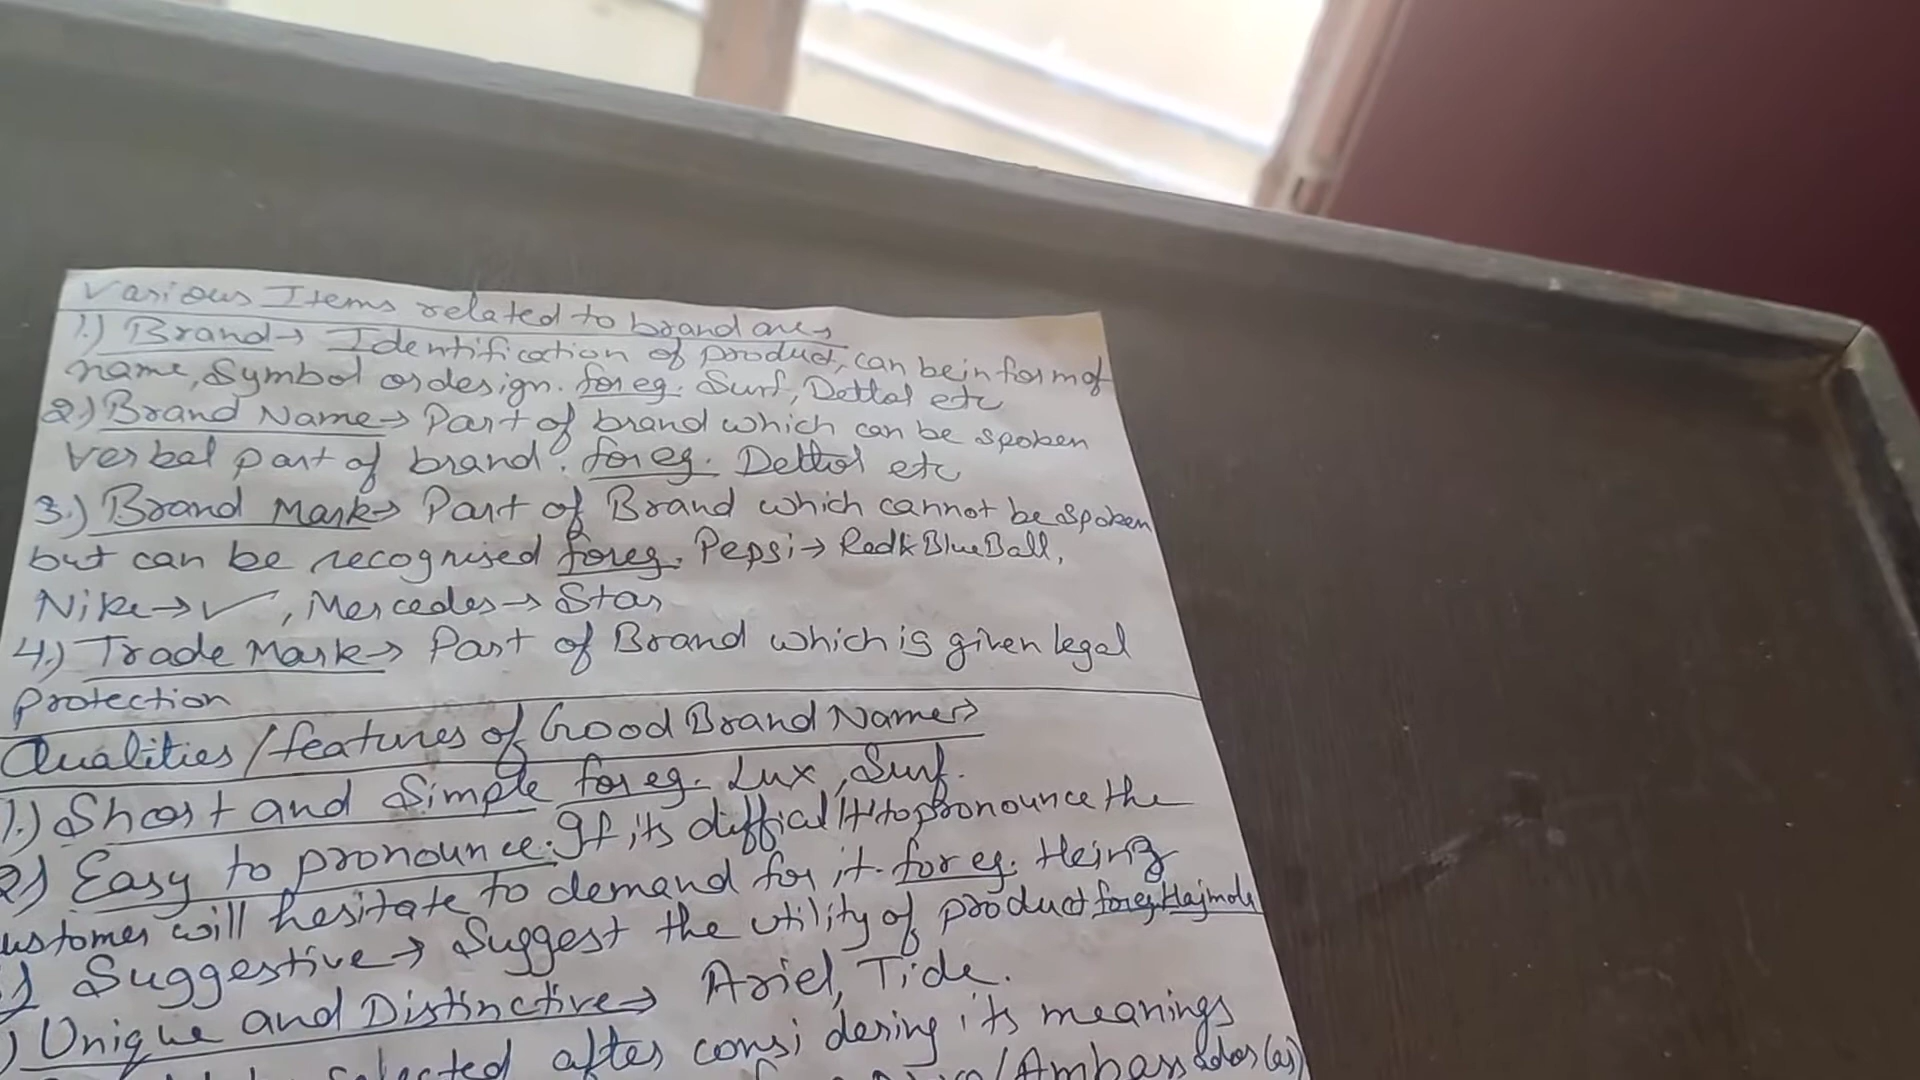 Various Items related to brand are→
1.) Brand→ Identification of product, can be in form of
name, Symbol or design. for eg. Surf, Dettol etc
2.) Brand Name→ Part of brand which can be spoken
Verbal part of brand. for eg. Dettol etc
3.) Brand Mark→ Part of Brand which cannot be spoken
but can be recognised for eg. Pepsi→ Red & Blue Ball,
Nike→ ✓, Mercedes→ Star
4.) Trade Mark→ Part of Brand which is given legal
Protection
Qualities/features of Good Brand Name→
1.) Short and Simple for eg. Lux, Surf.
2) Easy to pronounce. If its difficult to pronounce the
customer will hesitate to demand for it. for eg. Heinz
) Suggestive→ Suggest the utility of product for eg. Hajmola
) Unique and Distinctive→ Ariel, Tide.
selected after considering its meanings
/Ambassador(as)